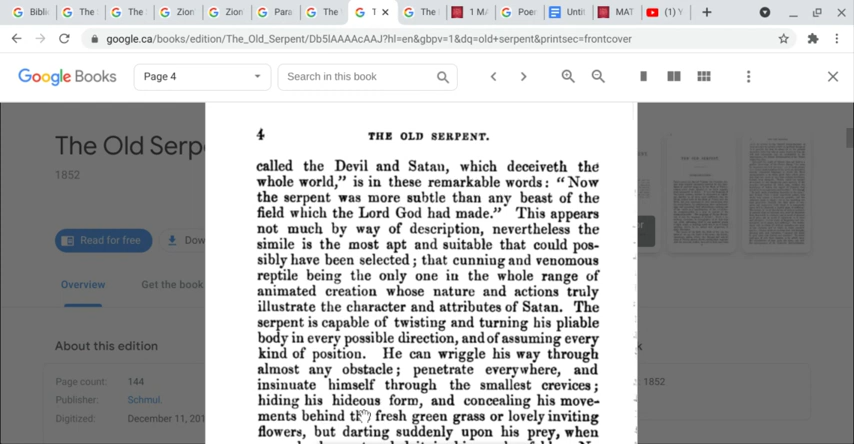 Bibli
The
The
Zion
Zion
Para
The
T
The
1 M
Poe
Unti
MAT
(1) Y
google.ca/books/edition/The_Old_Serpent/Db5lAAAAcAAJ?hl=en&gbpv=1&dq=old+serpent&printsec=frontcover
Google Books
Page 4
Search in this book
The Old Serp
1852
Read for free
Dow
Overview
Get the book
About this edition
Page count: 144
Publisher: Schmul.
Digitized: December 11, 201
1852
4 THE OLD SERPENT.
called the Devil and Satan, which deceiveth the
whole world,” is in these remarkable words: “Now
the serpent was more subtle than any beast of the
field which the Lord God had made.” This appears
not much by way of description, nevertheless the
simile is the most apt and suitable that could pos-
sibly have been selected; that cunning and venomous
reptile being the only one in the whole range of
animated creation whose nature and actions truly
illustrate the character and attributes of Satan. The
serpent is capable of twisting and turning his pliable
body in every possible direction, and of assuming every
kind of position. He can wriggle his way through
almost any obstacle; penetrate everywhere, and
insinuate himself through the smallest crevices;
hiding his hideous form, and concealing his move-
ments behind the fresh green grass or lovely inviting
flowers, but darting suddenly upon his prey, when